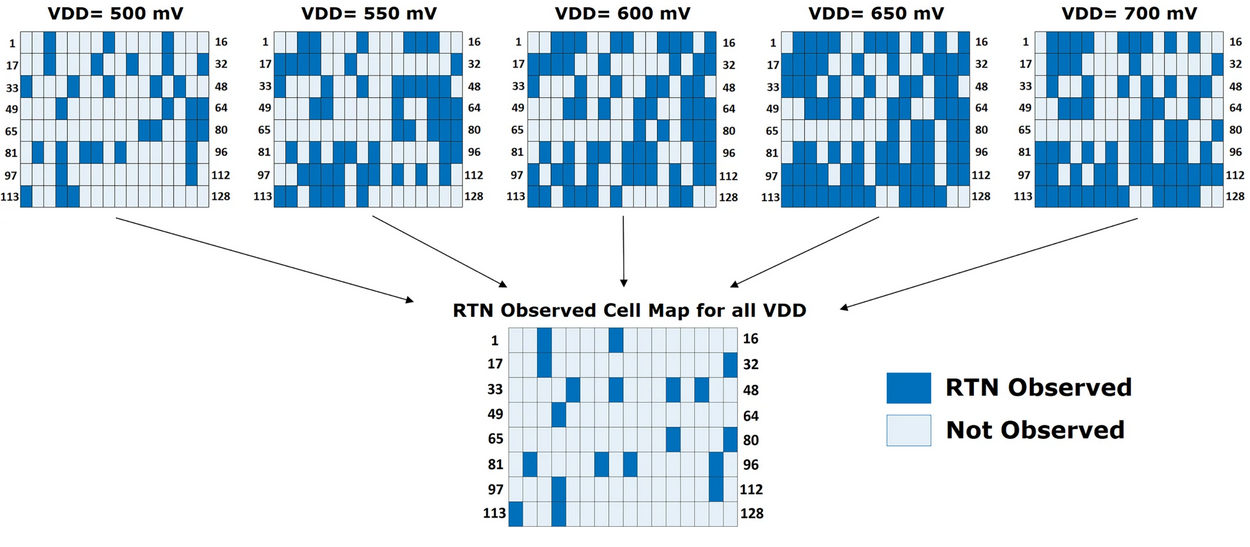 VDD= 500 mV VDD= 550 mV VDD= 600 mV VDD= 650 mV VDD= 700 mV
1 16 1 16 1 16 1 16 1 16
17 32 17 32 17 32 17 32 17 32
33 48 33 48 33 48 33 48 33 48
49 64 49 64 49 64 49 64 49 64
65 80 65 80 65 80 65 80 65 80
81 96 81 96 81 96 81 96 81 96
97 112 97 112 97 112 97 112 97 112
113 128 113 128 113 128 113 128 113 128
RTN Observed Cell Map for all VDD
1 16
17 32
33 48
49 64
65 80
81 96
97 112
113 128
RTN Observed
Not Observed